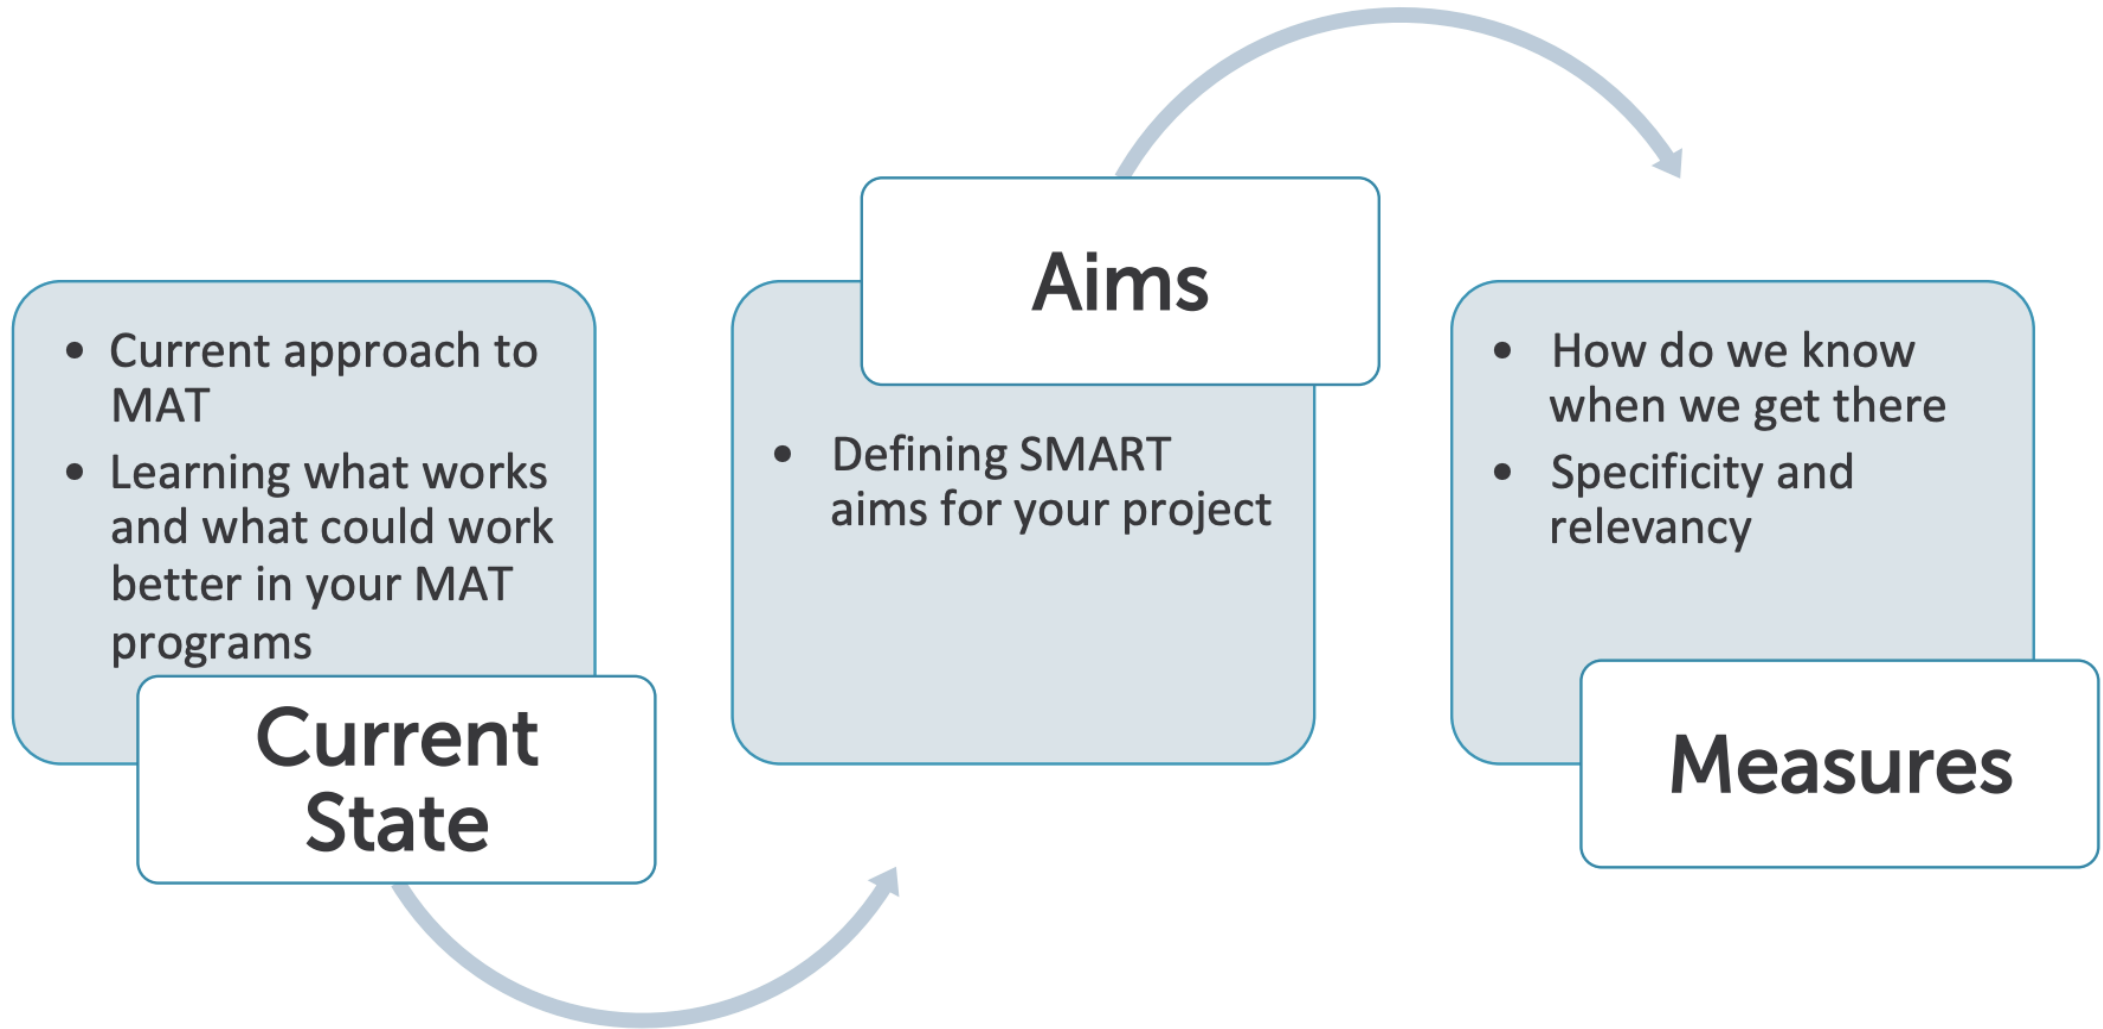 • Current approach to
MAT
• Learning what works
and what could work
better in your MAT
programs
Current
State
Aims
• Defining SMART
aims for your project
• How do we know
when we get there
• Specificity and
relevancy
Measures